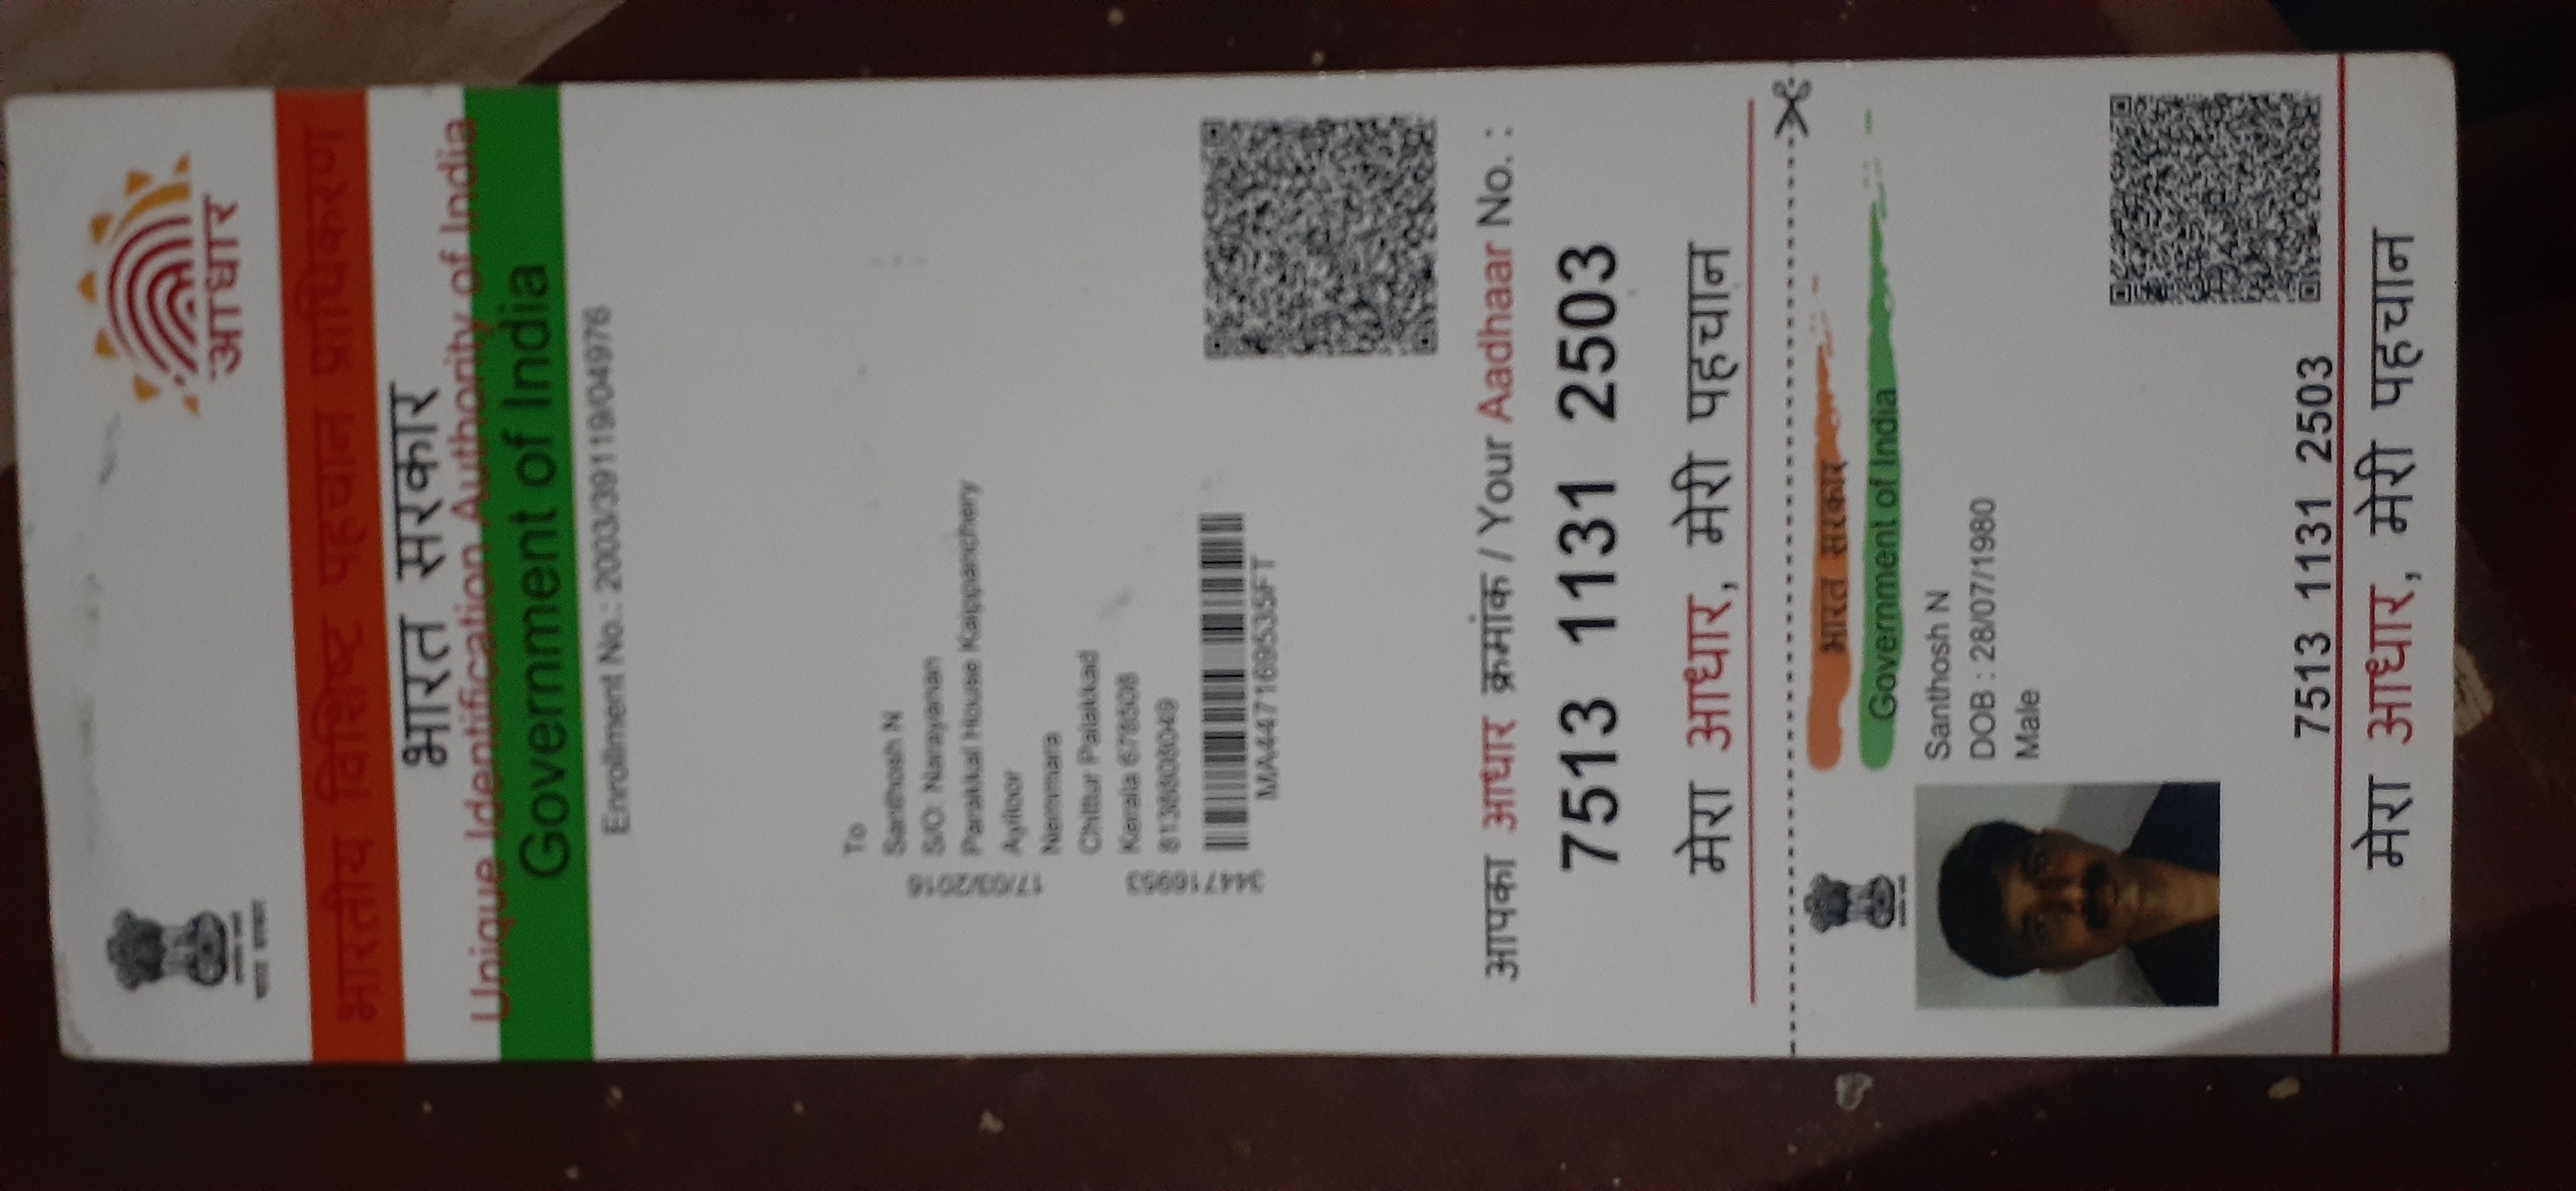 भारत सरकार
आधार
भारतीय विशिष्ट पहचान प्राधिकरण
भारत सरकार
Unique Identification Authority of India
Government of India
Enrollment No.: 2003/39119/04976
To
Santhosh N
S/O: Narayanan
Parakkal House Kaippanchery
Ayiloor
Nemmara
Chittur Palakkad
Kerala 678508
8138808049
17/03/2016
344716953
MA447169535FT
आपका आधार क्रमांक / Your Aadhaar No. :
7513 1131 2503
मेरा आधार, मेरी पहचान
भारत सरकार
Government of India
Santhosh N
DOB : 28/07/1980
Male
7513 1131 2503
मेरा आधार, मेरी पहचान